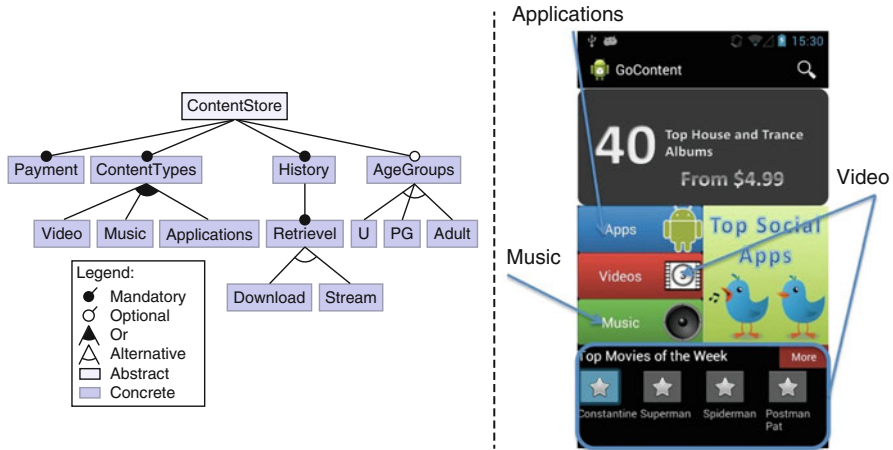 ContentStore
Payment
ContentTypes
History
AgeGroups
Video
Music
Applications
Retrievel
U
PG
Adult
Download
Stream
Legend:
Mandatory
Optional
Or
Alternative
Abstract
Concrete
Applications
Music
Video
15:30
GoContent
40
Top House and Trance
Albums
From $4.99
Apps
Videos
3
Music
Top Social
Apps
Top Movies of the Week
More
Constantine
Superman
Spiderman
Postman
Pat